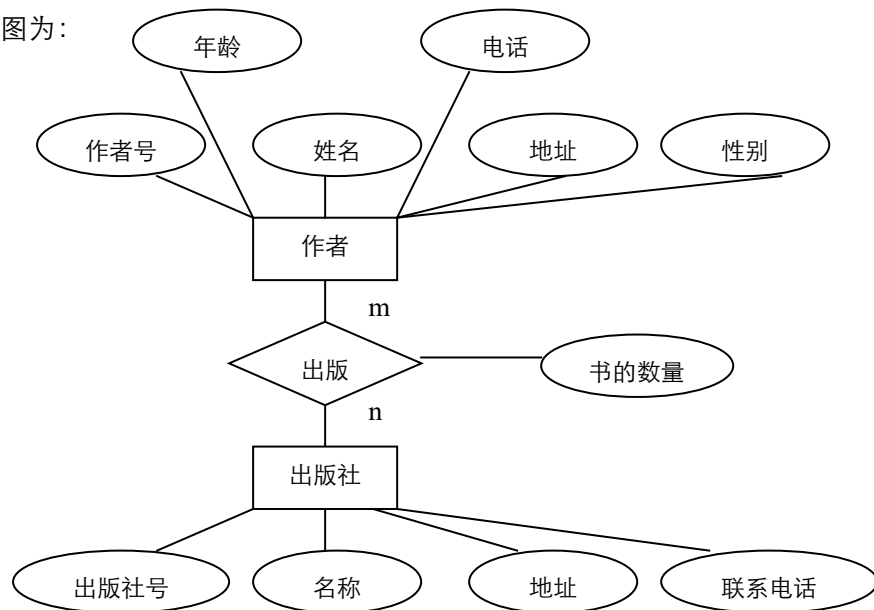 图为：
年龄
电话
作者号
姓名
地址
性别
作者
m
出版
书的数量
n
出版社
出版社号
名称
地址
联系电话